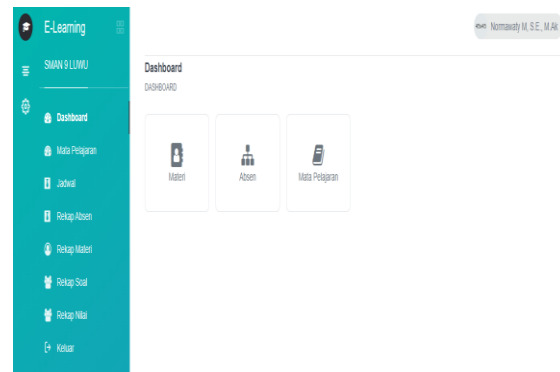 E-Learning
Normawaty M, S.E., M.Ak
SMAN 9 LUWU
Dashboard
DASHBOARD
Dashboard
Mata Pelajaran
Jadwal
Rekap Absen
Rekap Materi
Rekap Soal
Rekap Nilai
Keluar
Materi
Absen
Mata Pelajaran